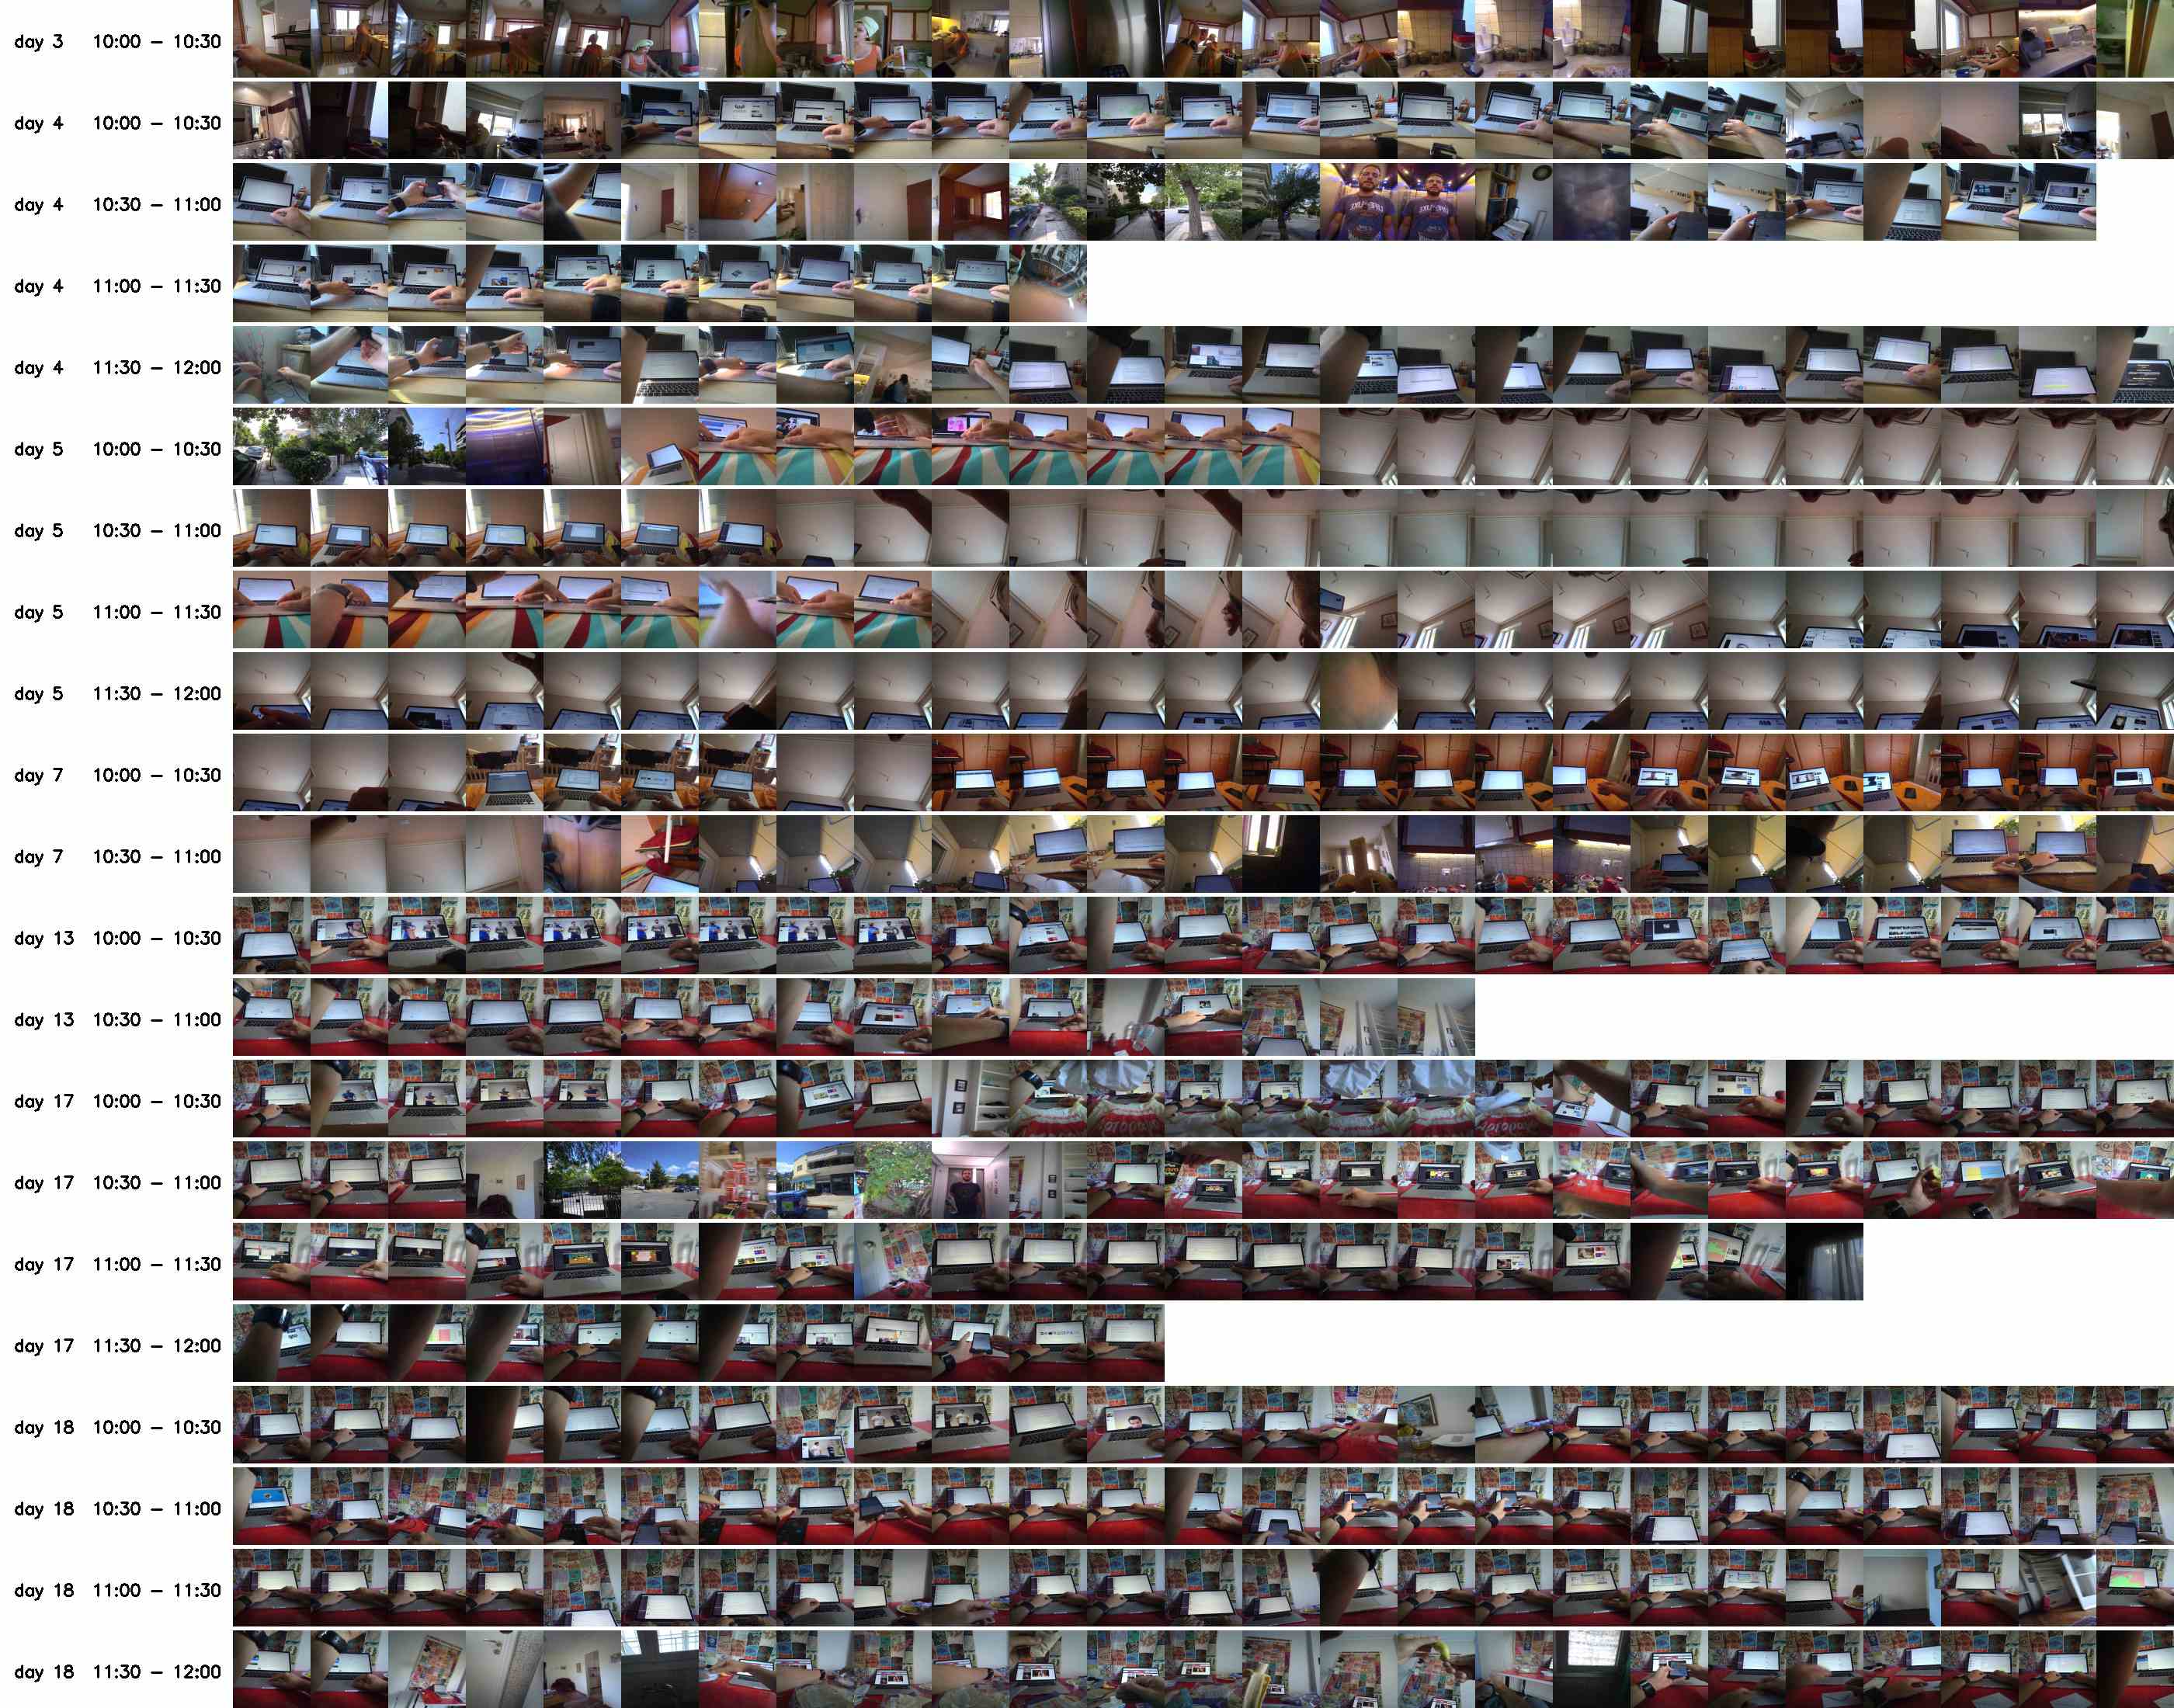 day 3 10:00 - 10:30
day 4 10:00 - 10:30
day 4 10:30 - 11:00
day 4 11:00 - 11:30
day 4 11:30 - 12:00
day 5 10:00 - 10:30
day 5 10:30 - 11:00
day 5 11:00 - 11:30
day 5 11:30 - 12:00
day 7 10:00 - 10:30
day 7 10:30 - 11:00
day 13 10:00 - 10:30
day 13 10:30 - 11:00
day 17 10:00 - 10:30
day 17 10:30 - 11:00
day 17 11:00 - 11:30
day 17 11:30 - 12:00
day 18 10:00 - 10:30
day 18 10:30 - 11:00
day 18 11:00 - 11:30
day 18 11:30 - 12:00